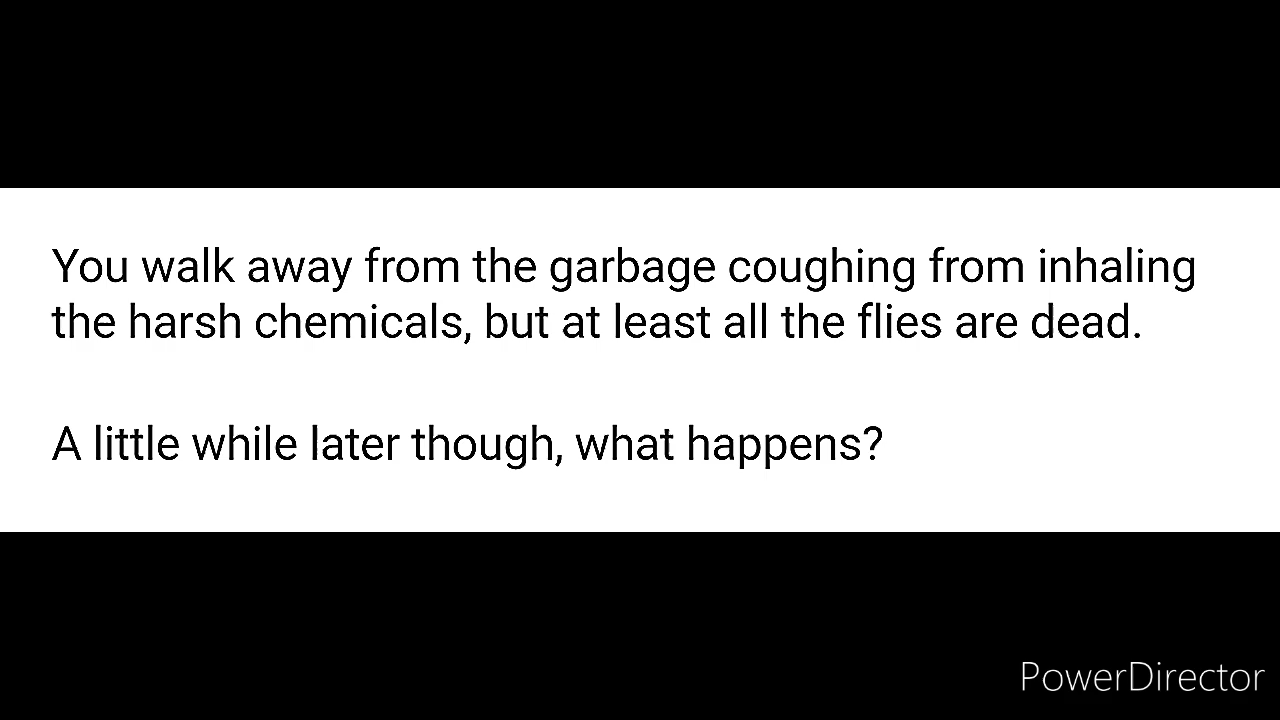 You walk away from the garbage coughing from inhaling
the harsh chemicals, but at least all the flies are dead.
A little while later though, what happens?
PowerDirector